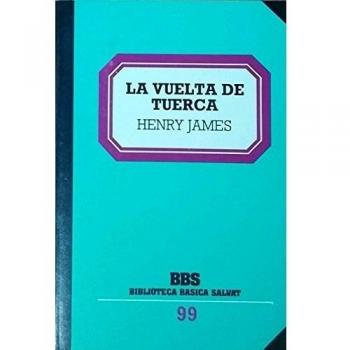 LA VUELTA DE
TUERCA
HENRY JAMES
BBS
BIBLIOTECA BASICA SALVAT
99